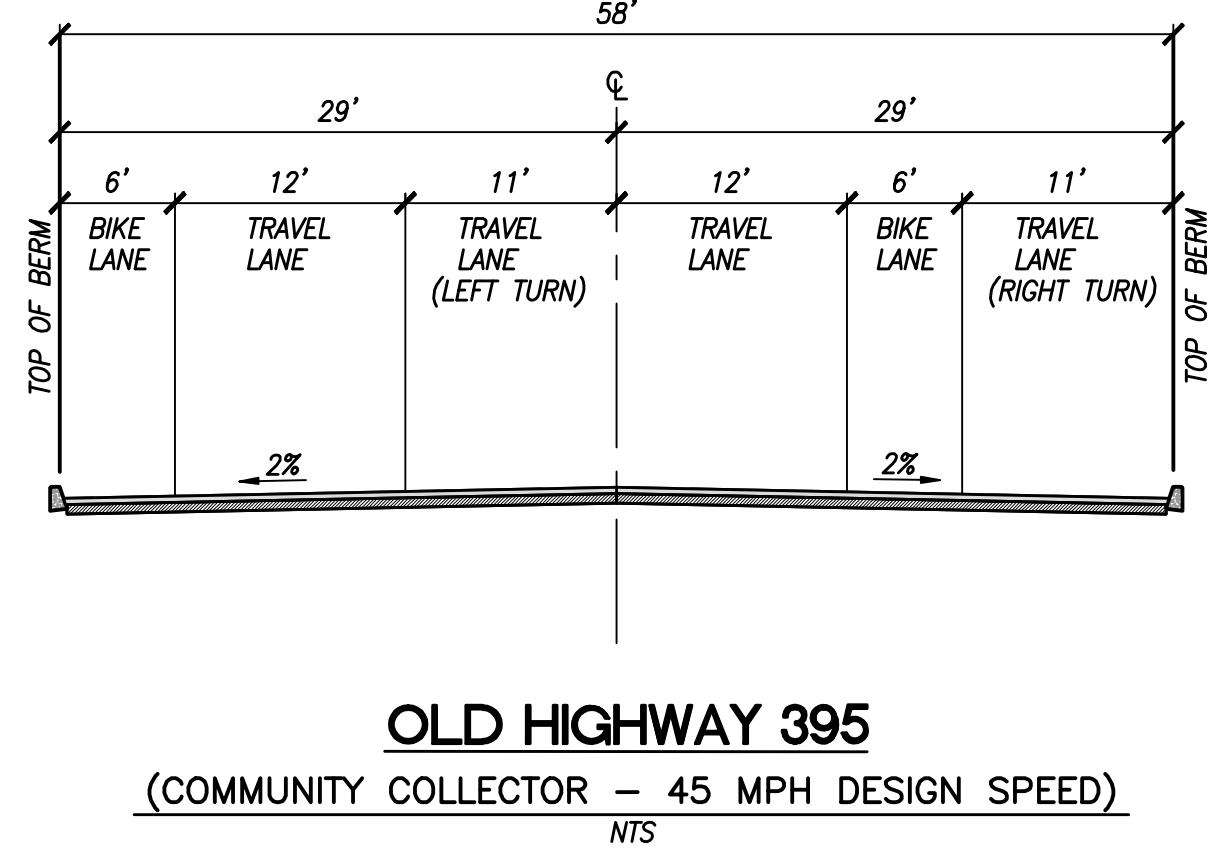 58'
℄
29'
29'
6'
12'
11'
12'
6'
11'
BIKE
LANE
TRAVEL
LANE
TRAVEL
LANE
(LEFT TURN)
TRAVEL
LANE
BIKE
LANE
TRAVEL
LANE
(RIGHT TURN)
TOP OF BERM
TOP OF BERM
2%
2%
OLD HIGHWAY 395
(COMMUNITY COLLECTOR – 45 MPH DESIGN SPEED)
NTS